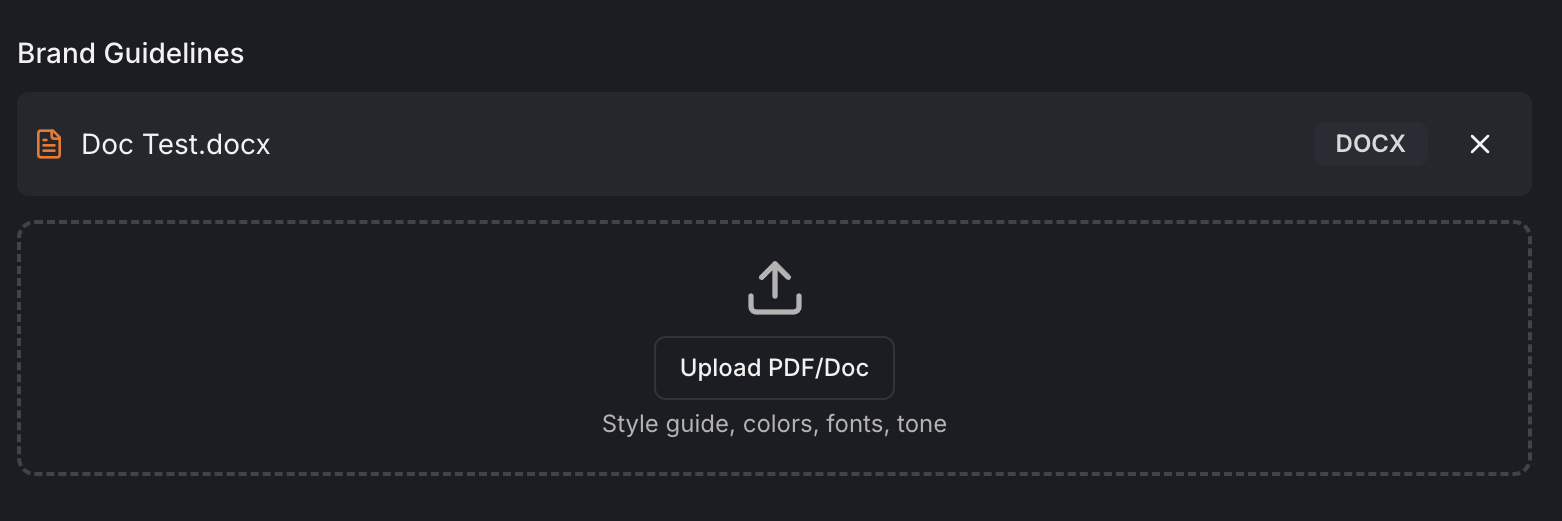 Brand Guidelines
Doc Test.docx
DOCX
Upload PDF/Doc
Style guide, colors, fonts, tone